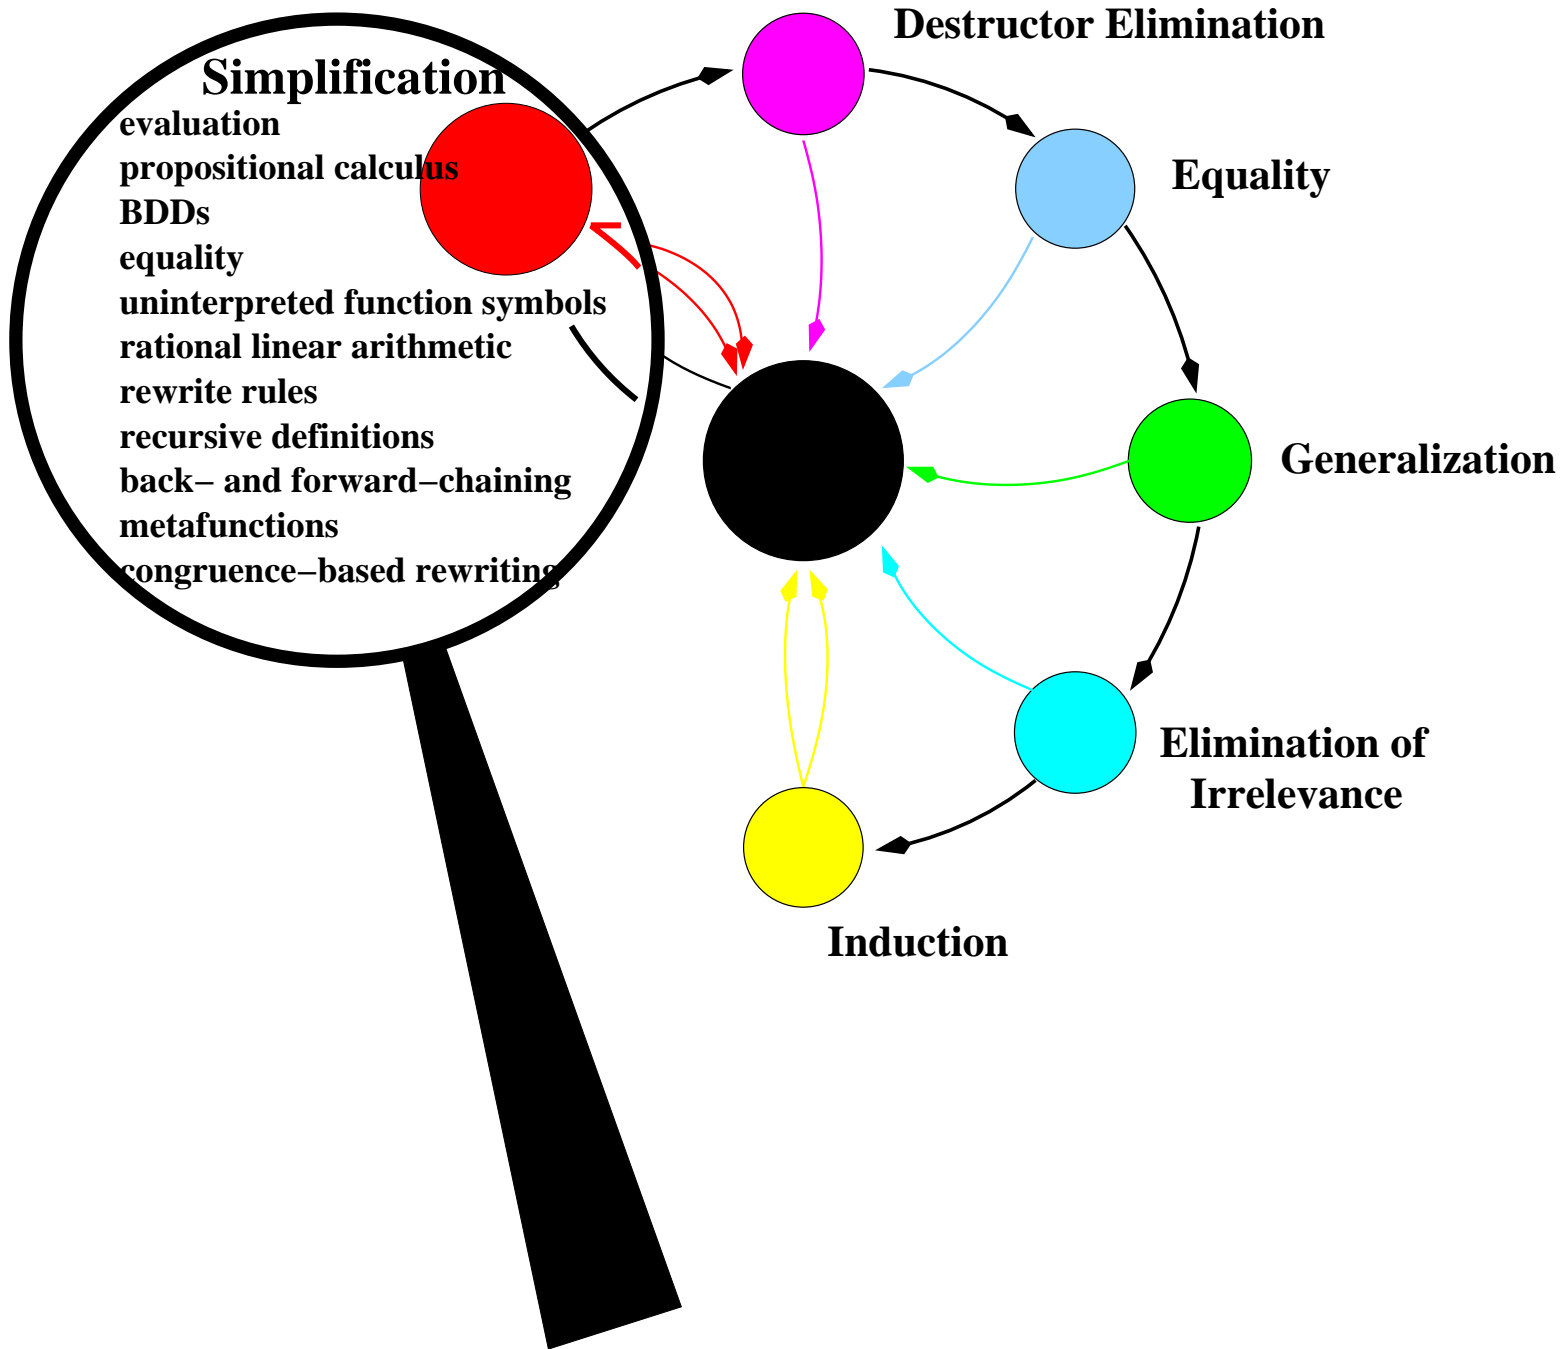 Destructor Elimination
Simplification
evaluation
propositional calculus
BDDs
equality
uninterpreted function symbols
rational linear arithmetic
rewrite rules
recursive definitions
back− and forward−chaining
metafunctions
congruence−based rewriting
Equality
Generalization
Elimination of
Irrelevance
Induction